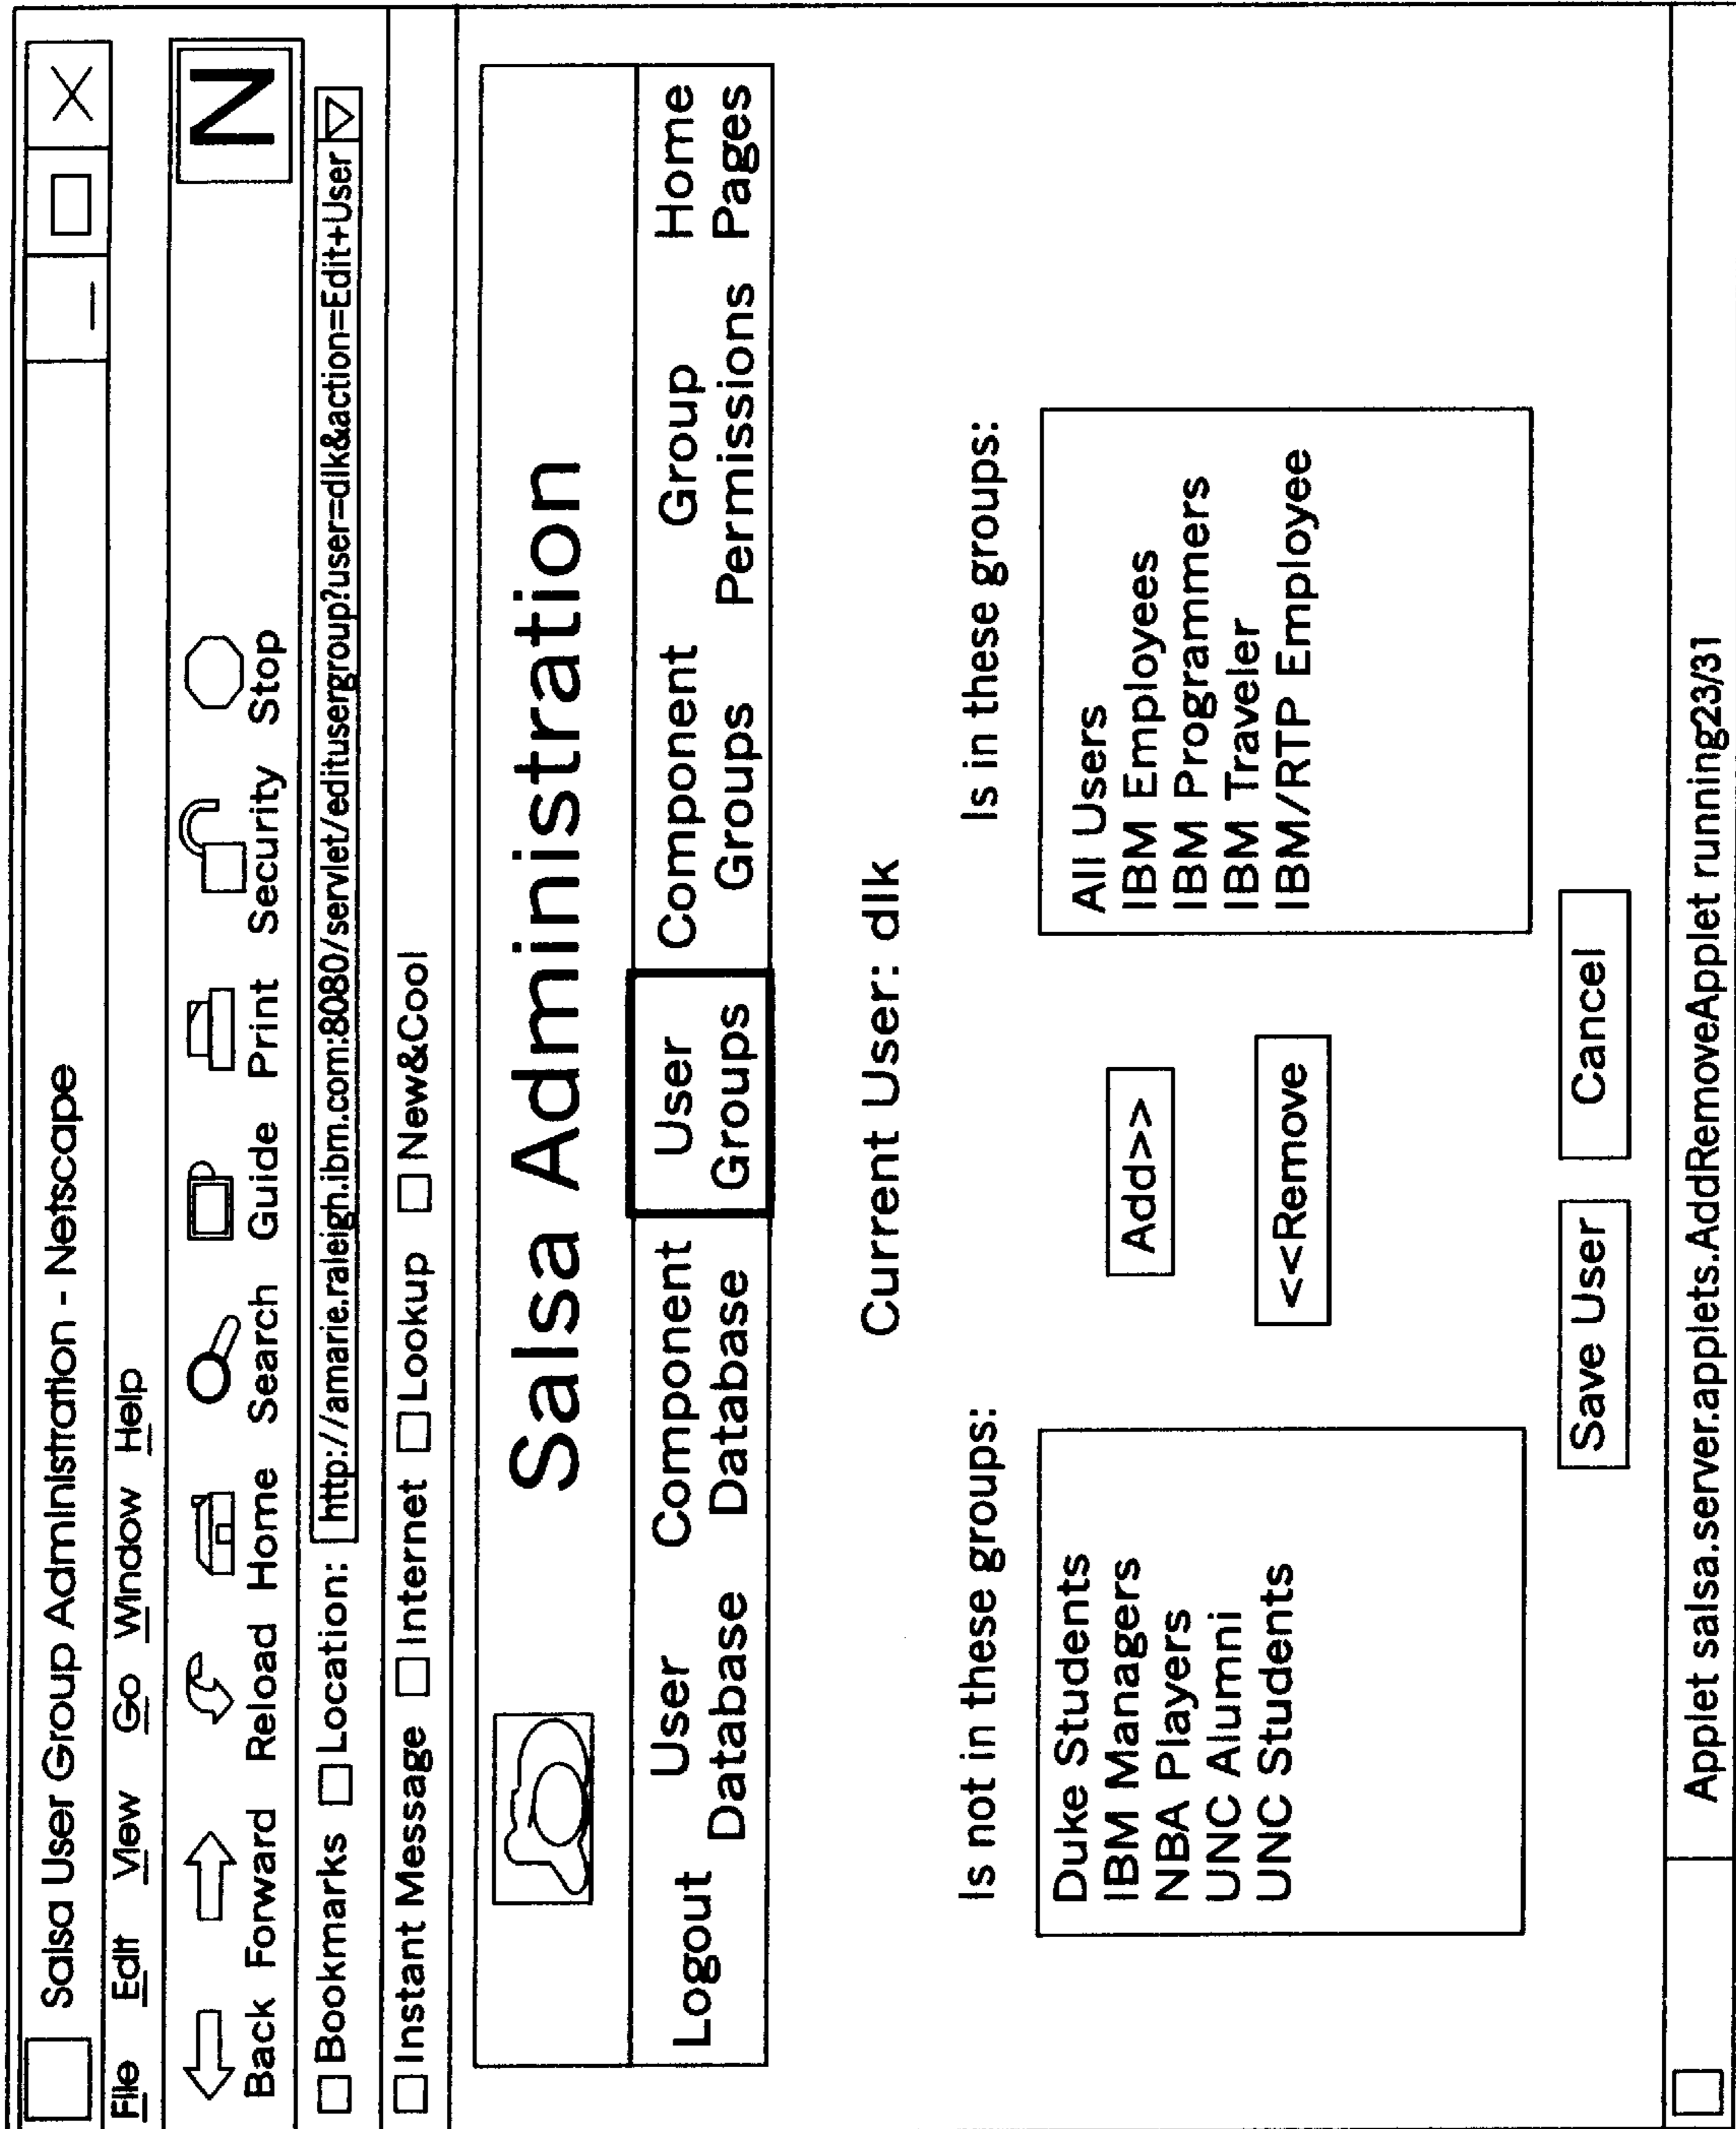 Salsa User Group Administration - Netscape
File Edit View Go Window Help
N
Back Forward Reload Home Search Guide Print Security Stop
Bookmarks Location: http://amarie.raleigh.ibm.com:8080/servlet/editusergroup?user=dlk&action=Edit+User
Instant Message Internet Lookup New&Cool
Salsa Administration
Logout User Database Component Database User Groups Component Groups Group Permissions Home Pages
Current User: dlk
Is not in these groups:
Duke Students
IBM Managers
NBA Players
UNC Alumni
UNC Students
Add>>
<<Remove
Is in these groups:
All Users
IBM Employees
IBM Programmers
IBM Traveler
IBM/RTP Employee
Save User Cancel
Applet salsa.server.applets.AddRemoveApplet running23/31